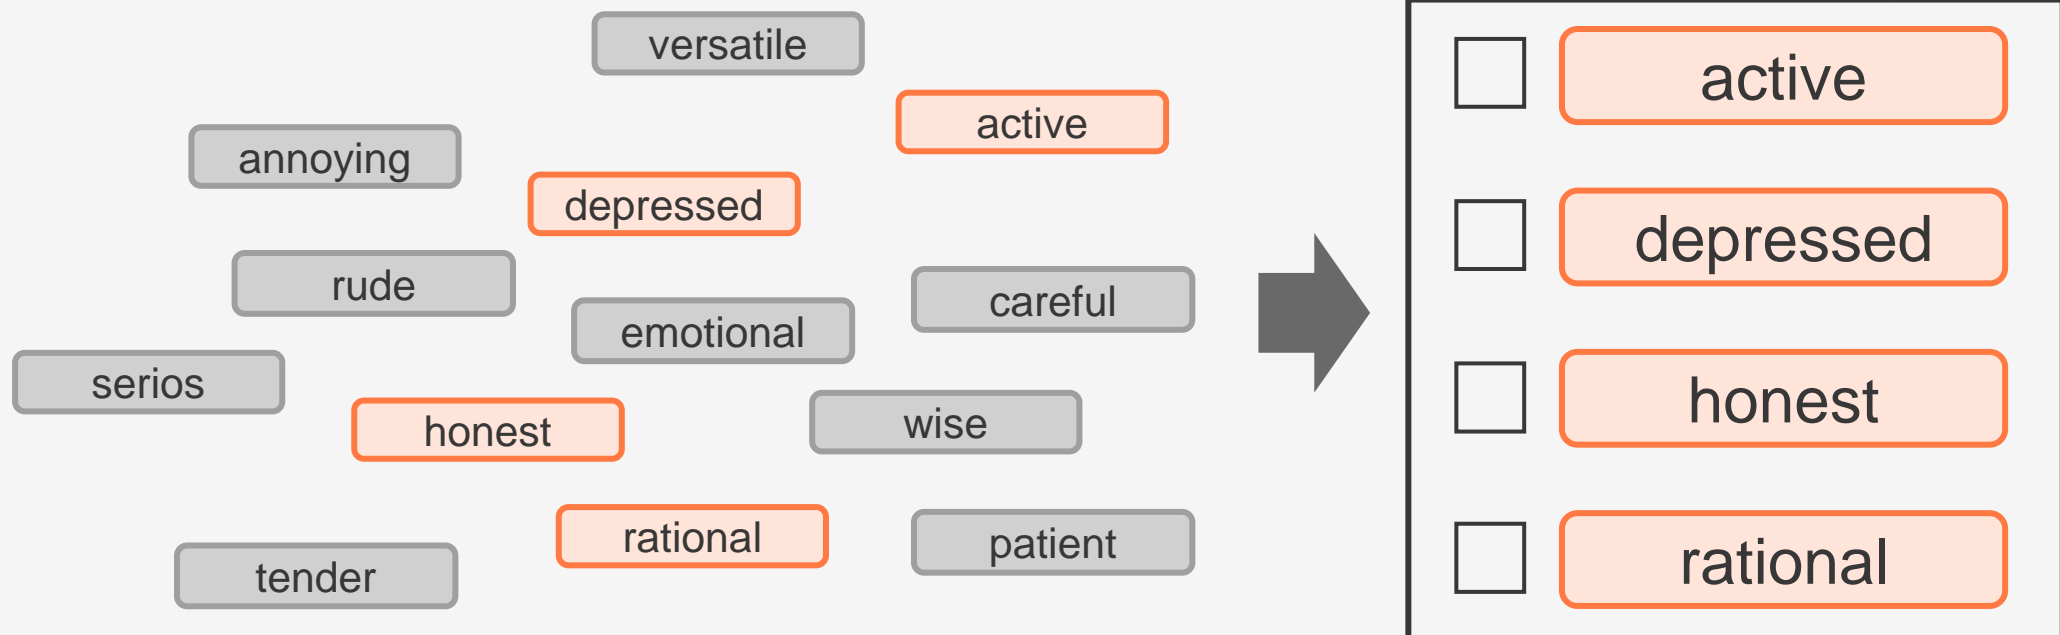 versatile
active
annoying
depressed
rude
careful
emotional
serios
wise
honest
rational
patient
tender
active
depressed
honest
rational